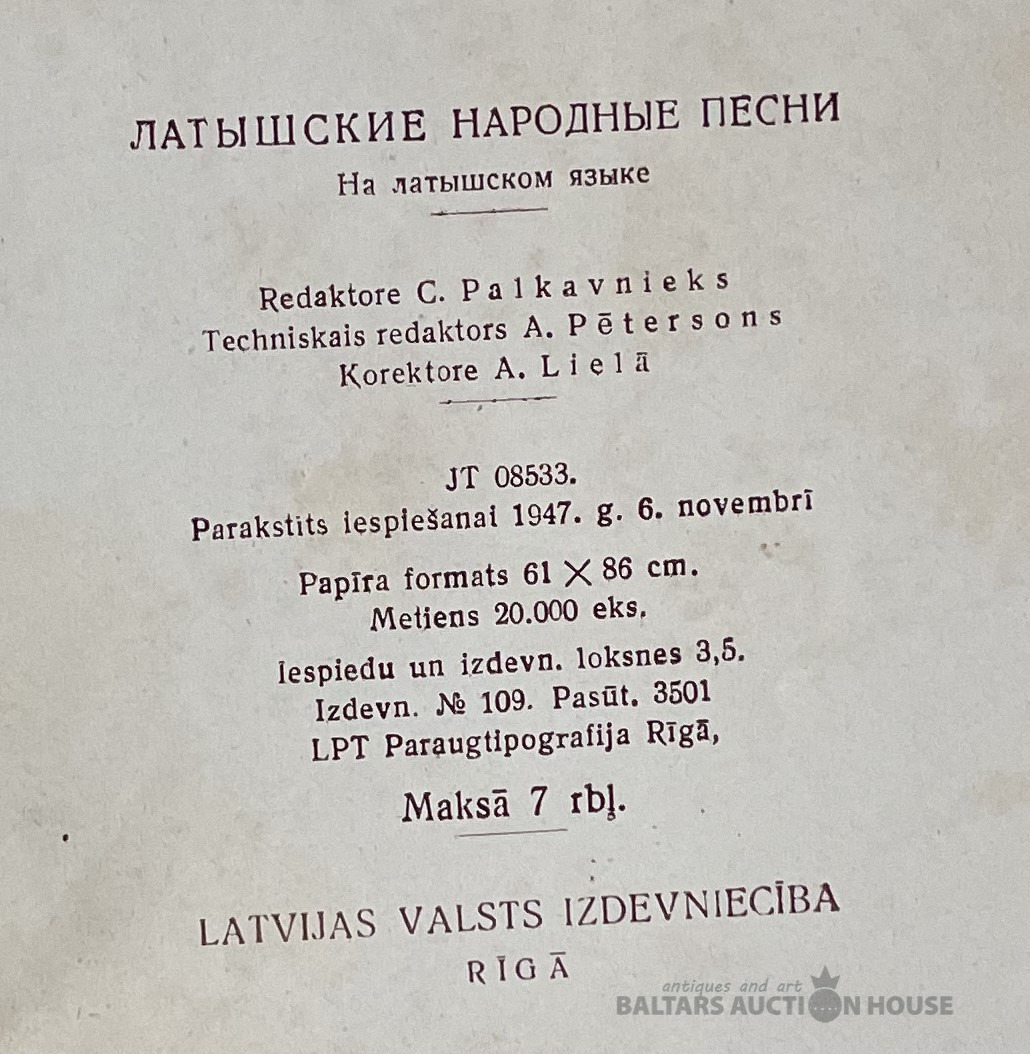 ЛАТЫШСКИЕ НАРОДНЫЕ ПЕСНИ
На латышском языке
Redaktore C. Palkavnieks
Techniskais redaktors A. Pētersons
Korektore A. Lielā
JT 08533.
Parakstīts iespiešanai 1947. g. 6. novembrī
Papīra formats 61 × 86 cm.
Metiens 20.000 eks.
Iespiedu un izdevn. loksnes 3,5.
Izdevn. № 109. Pasūt. 3501
LPT Paraugtipografija Rīgā,
Maksā 7 rbļ.
LATVIJAS VALSTS IZDEVNIECĪBA
RĪGĀ
antiques and art
BALTARS AUCTION HOUSE